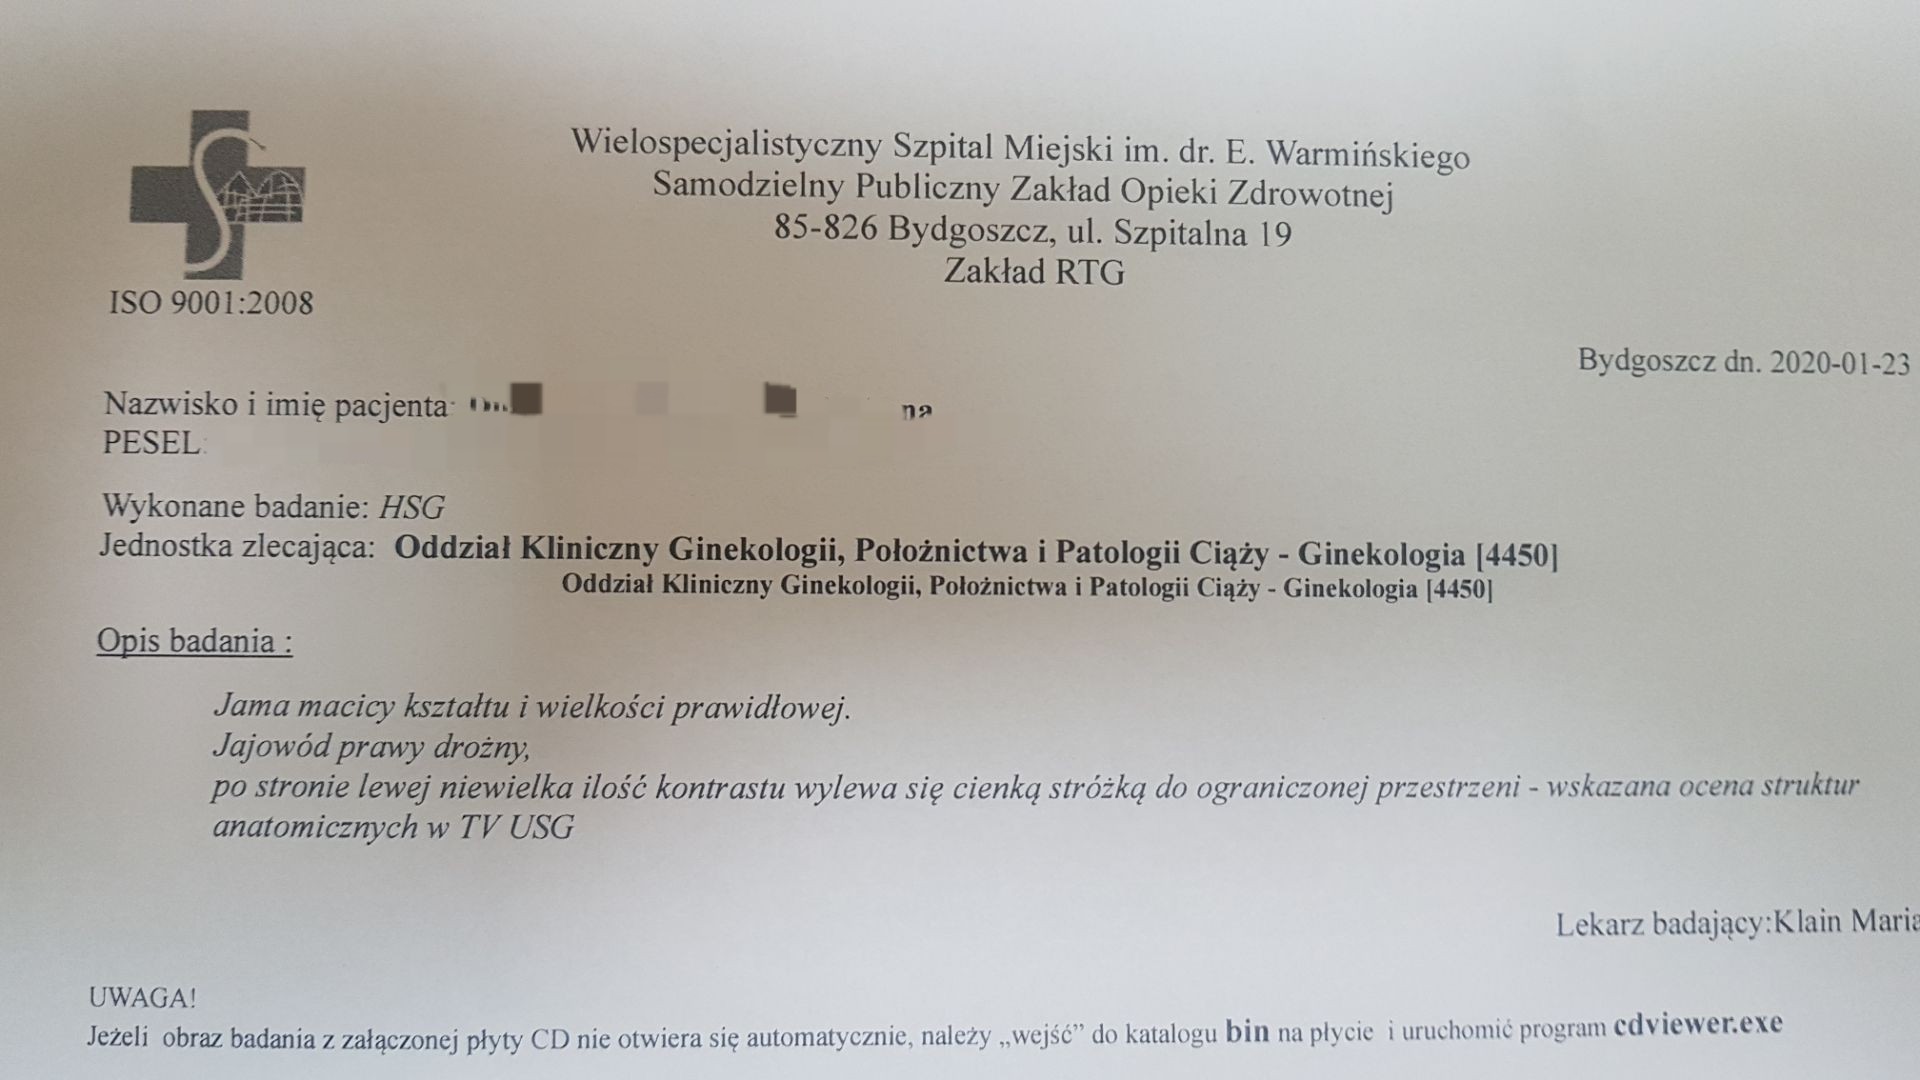 Wielospecjalistyczny Szpital Miejski im. dr. E. Warmińskiego
Samodzielny Publiczny Zakład Opieki Zdrowotnej
85-826 Bydgoszcz, ul. Szpitalna 19
Zakład RTG
ISO 9001:2008
Bydgoszcz dn. 2020-01-23
Nazwisko i imię pacjenta na
PESEL
Wykonane badanie: HSG
Jednostka zlecająca: Oddział Kliniczny Ginekologii, Położnictwa i Patologii Ciąży - Ginekologia [4450]
Oddział Kliniczny Ginekologii, Położnictwa i Patologii Ciąży - Ginekologia [4450]
Opis badania :
Jama macicy kształtu i wielkości prawidłowej.
Jajowód prawy drożny,
po stronie lewej niewielka ilość kontrastu wylewa się cienką stróżką do ograniczonej przestrzeni - wskazana ocena struktur
anatomicznych w TV USG
Lekarz badający:Klain Maria
UWAGA!
Jeżeli obraz badania z załączonej płyty CD nie otwiera się automatycznie, należy „wejść” do katalogu bin na płycie i uruchomić program cdviewer.exe